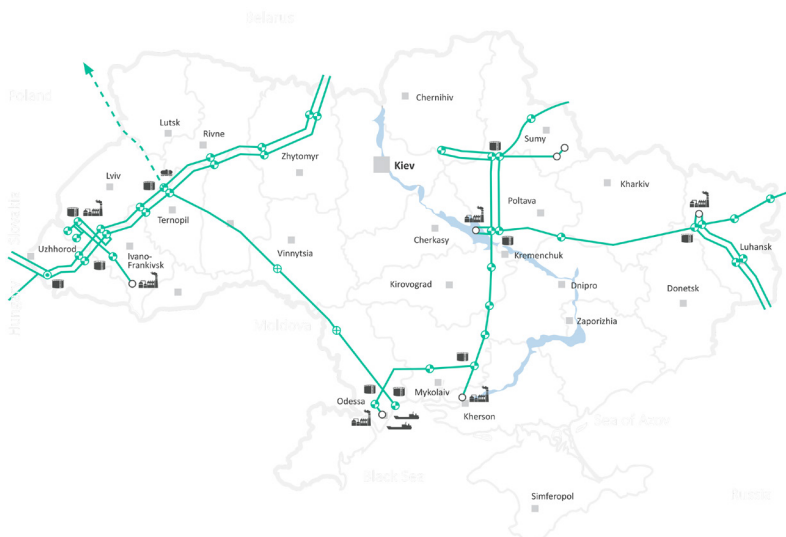 Belarus
Poland
Chernihiv
Lutsk
Rivne
Sumy
Zhytomyr
Kiev
Lviv
Kharkiv
Poltava
Ternopil
Uzhhorod
Ivano-
Frankivsk
Vinnytsia
Cherkasy
Kremenchuk
Luhansk
Kirovograd
Dnipro
Donetsk
Moldova
Zaporizhia
Odessa
Mykolaiv
Kherson
Sea of Azov
Black Sea
Simferopol
Russia